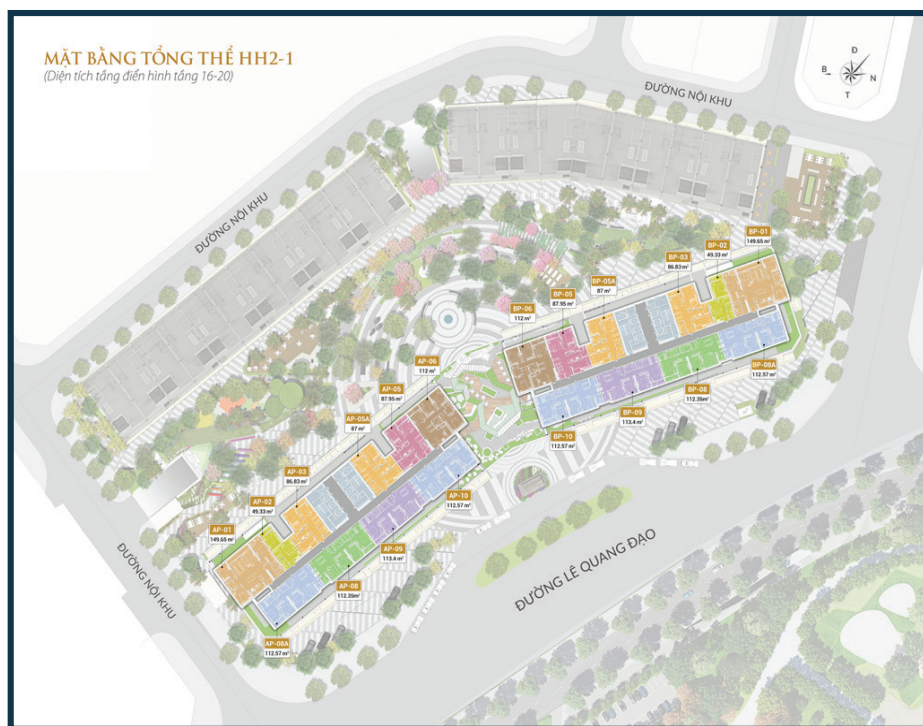 MẶT BẰNG TỔNG THỂ HH2-1
(Diện tích tầng điển hình tầng 16-20)
Đ
B
N
T
ĐƯỜNG NỘI KHU
ĐƯỜNG NỘI KHU
BP-01
149.65 m²
BP-02
49.33 m²
BP-03
86.83 m²
BP-05A
87 m²
BP-05
87.95 m²
BP-06
112 m²
BP-08A
112.57 m²
BP-08
112.35m²
BP-09
113.4 m²
BP-10
112.57 m²
AP-06
112 m²
AP-05
87.95 m²
AP-05A
87 m²
AP-03
86.83 m²
AP-02
49.33 m²
AP-01
149.65 m²
AP-10
112.57 m²
AP-09
113.4 m²
AP-08
112.35m²
AP-08A
112.57 m²
ĐƯỜNG NỘI KHU
ĐƯỜNG LÊ QUANG ĐẠO